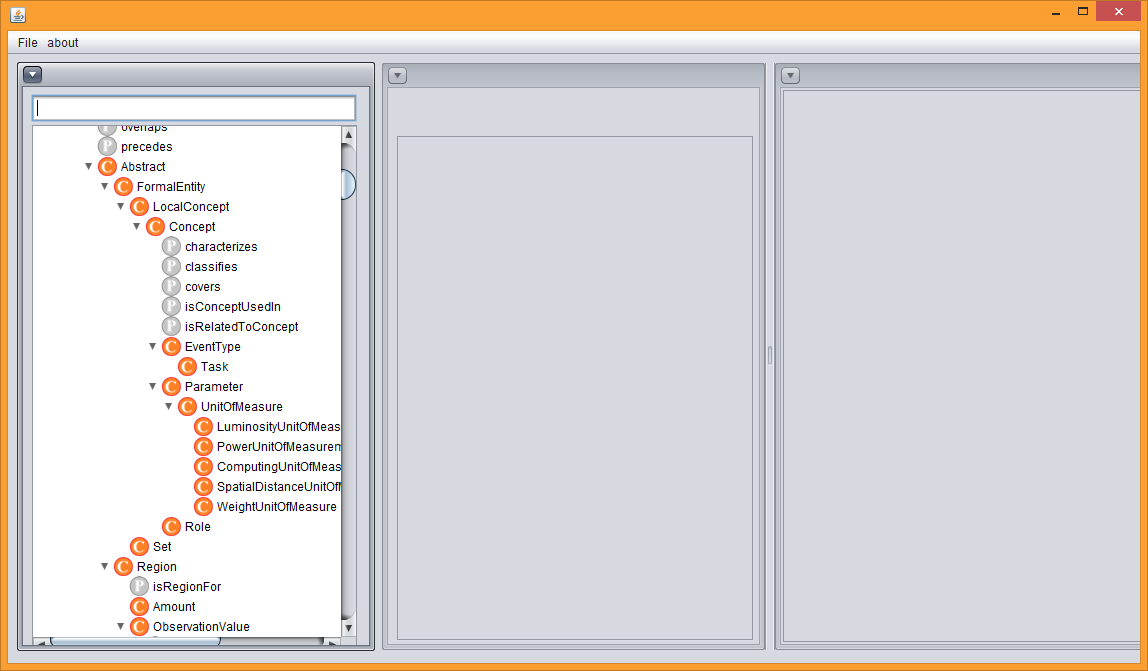 File about
overlaps
P precedes
C Abstract
C FormalEntity
C LocalConcept
C Concept
P characterizes
P classifies
P covers
P isConceptUsedIn
P isRelatedToConcept
C EventType
C Task
C Parameter
C UnitOfMeasure
C LuminosityUnitOfMeas
C PowerUnitOfMeasurem
C ComputingUnitOfMeas
C SpatialDistanceUnitOf
C WeightUnitOfMeasure
C Role
C Set
C Region
P isRegionFor
C Amount
C ObservationValue